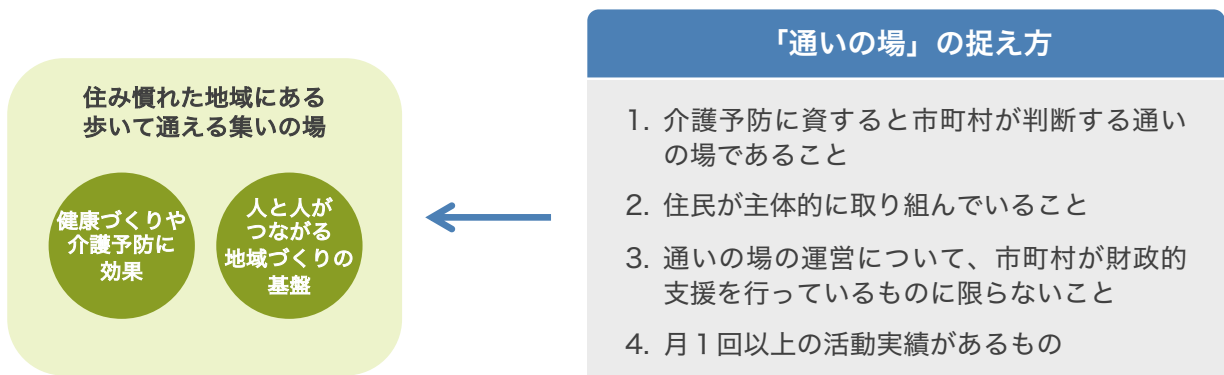 住み慣れた地域にある
歩いて通える集いの場
健康づくりや
介護予防に
効果
人と人が
つながる
地域づくりの
基盤
「通いの場」の捉え方
1. 介護予防に資すると市町村が判断する通い
の場であること
2. 住民が主体的に取り組んでいること
3. 通いの場の運営について、市町村が財政的
支援を行っているものに限らないこと
4. 月１回以上の活動実績があるもの